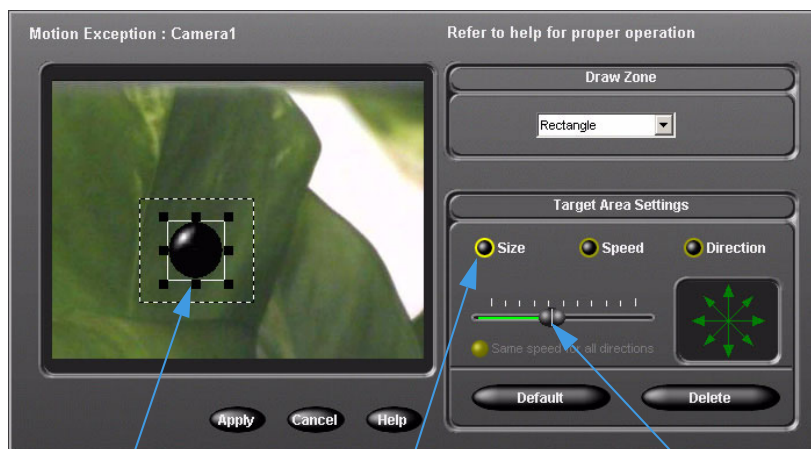 Motion Exception : Camera1
Refer to help for proper operation
Draw Zone
Rectangle
Target Area Settings
Size
Speed
Direction
Same speed for all directions
Default
Delete
Apply
Cancel
Help